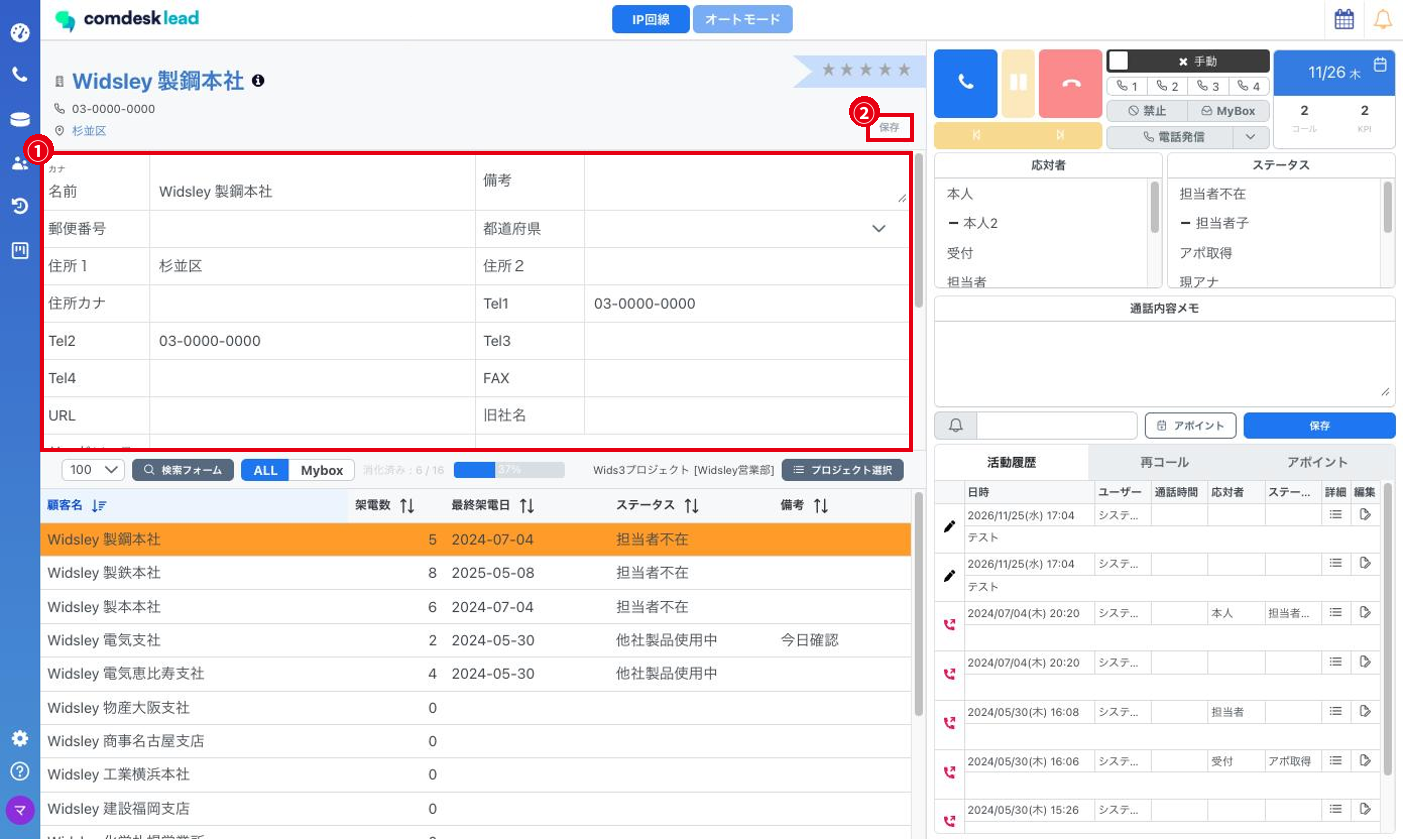 comdesk lead
IP回線 オートモード
Widsley 製鋼本社
03-0000-0000
杉並区
②
保存
①
カナ
名前 Widsley 製鋼本社 備考
郵便番号 都道府県
住所１ 杉並区 住所２
住所カナ Tel1 03-0000-0000
Tel2 03-0000-0000 Tel3
Tel4 FAX
URL 旧社名
100 検索フォーム ALL Mybox 消化済み : 6 / 16 37% Wids3プロジェクト [Widsley営業部] プロジェクト選択
顧客名 架電数 最終架電日 ステータス 備考
Widsley 製鋼本社 5 2024-07-04 担当者不在
Widsley 製鉄本社 8 2025-05-08 担当者不在
Widsley 製本本社 6 2024-07-04 担当者不在
Widsley 電気支社 2 2024-05-30 他社製品使用中 今日確認
Widsley 電気恵比寿支社 4 2024-05-30 他社製品使用中
Widsley 物産大阪支社 0
Widsley 商事名古屋支店 0
Widsley 工業横浜本社 0
Widsley 建設福岡支店 0
マ
手動
1 2 3 4
禁止 MyBox
電話発信
11/26 木
2 2
コール KPI
応対者
本人
ー 本人2
受付
担当者
ステータス
担当者不在
ー 担当者子
アポ取得
現アナ
通話内容メモ
アポイント 保存
活動履歴 再コール アポイント
日時 ユーザー 通話時間 応対者 ステー... 詳細 編集
2026/11/25(水) 17:04 システ...
テスト
2026/11/25(水) 17:04 システ...
テスト
2024/07/04(木) 20:20 システ... 本人 担当者...
2024/07/04(木) 20:20 システ...
2024/05/30(木) 16:08 システ... 担当者
2024/05/30(木) 16:06 システ... 受付 アポ取得
2024/05/30(木) 15:26 システ...